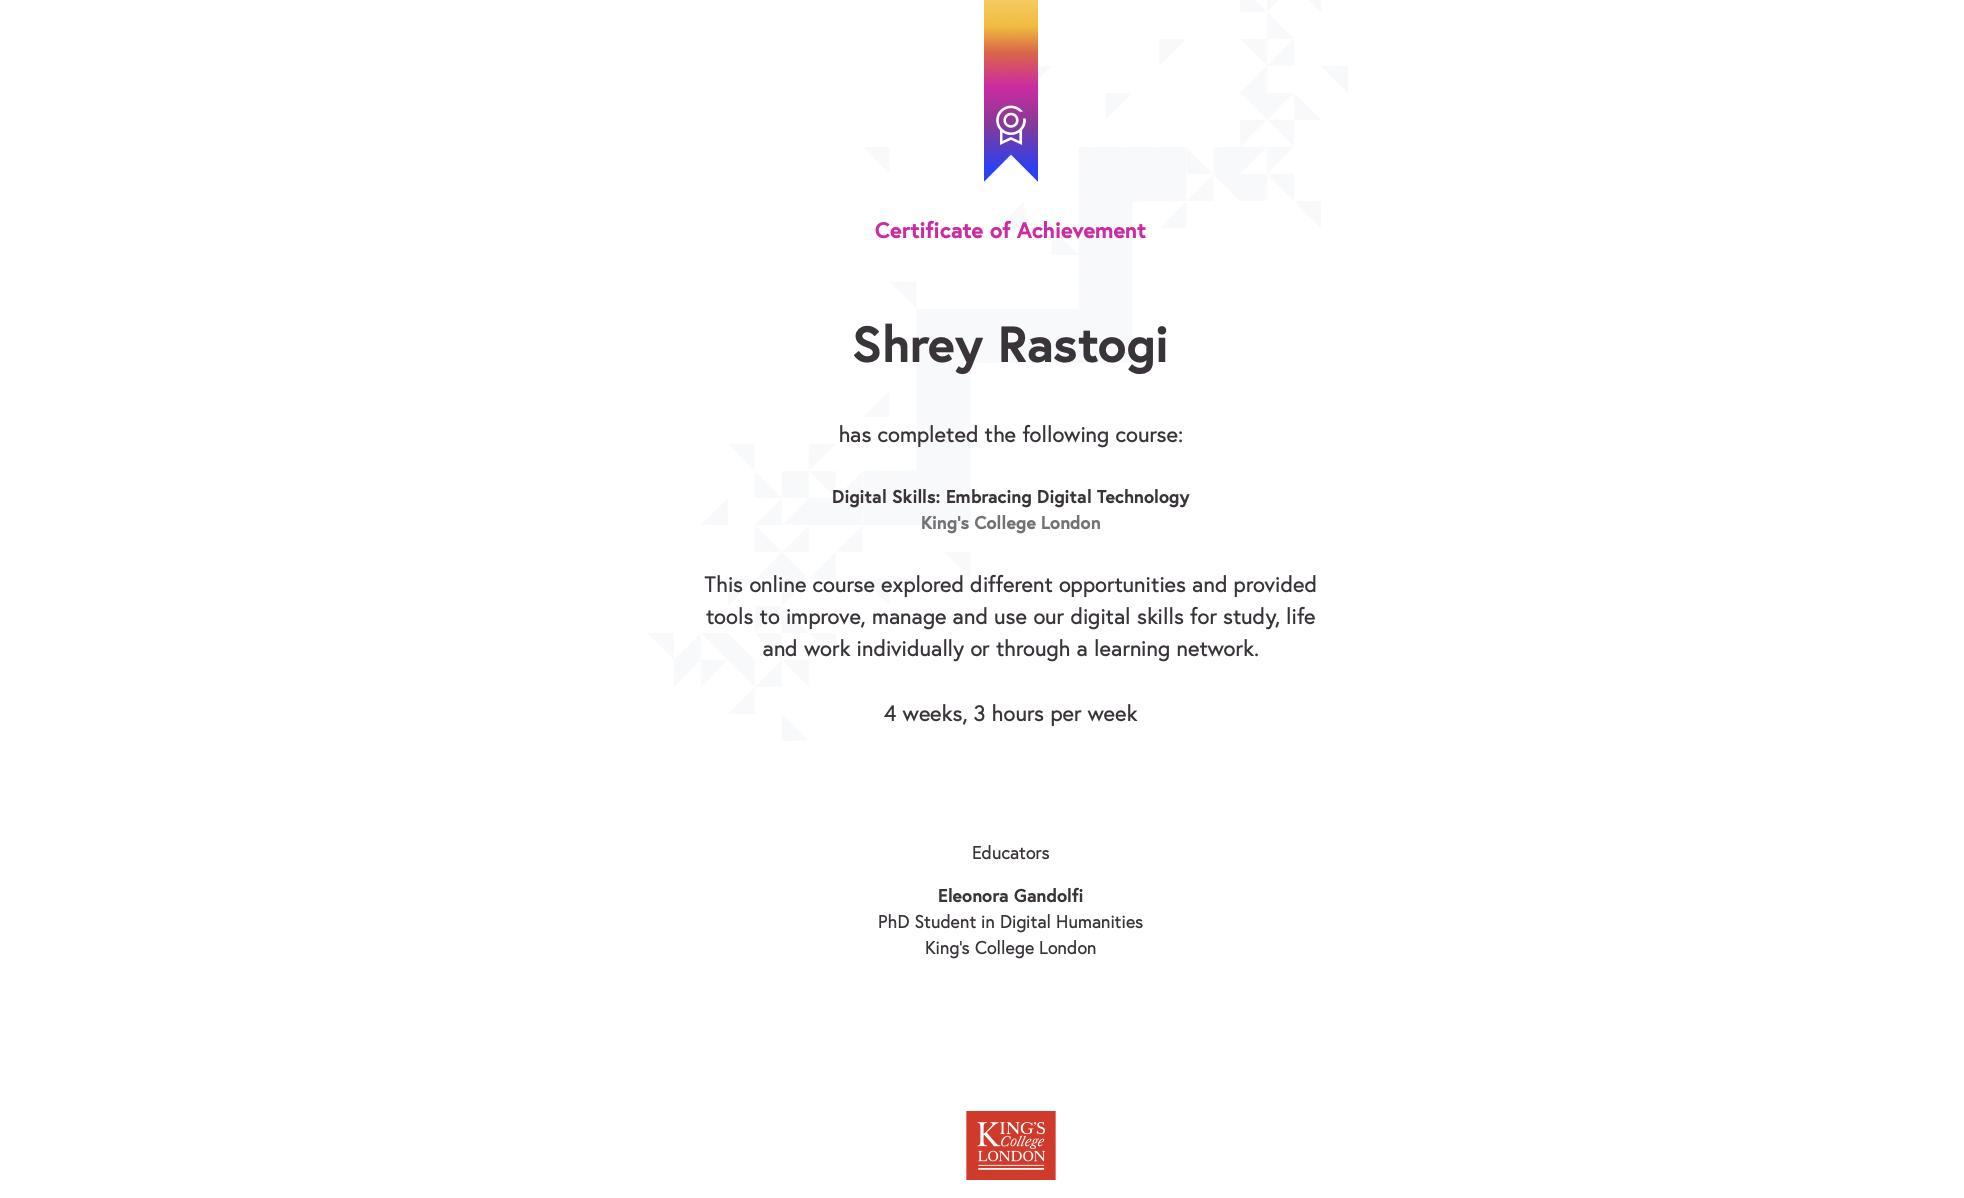 Certificate of Achievement
Shrey Rastogi
has completed the following course:
Digital Skills: Embracing Digital Technology
King's College London
This online course explored different opportunities and provided
tools to improve, manage and use our digital skills for study, life
and work individually or through a learning network.
4 weeks, 3 hours per week
Educators
Eleonora Gandolfi
PhD Student in Digital Humanities
King's College London
KING'S
College
LONDON